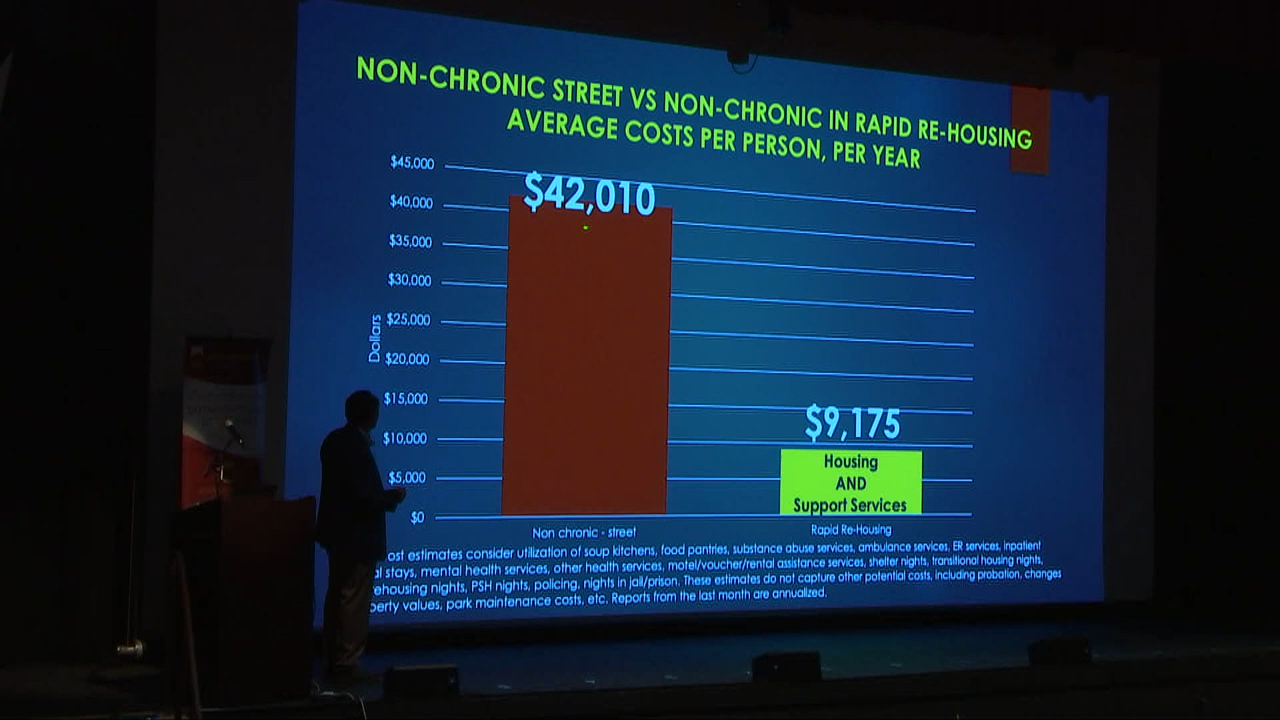 NON-CHRONIC STREET VS NON-CHRONIC IN RAPID RE-HOUSING
AVERAGE COSTS PER PERSON, PER YEAR
$45,000
$40,000
$35,000
$30,000
$25,000
$20,000
$15,000
$10,000
$5,000
$0
Dollars
$42,010
$9,175
Housing
AND
Support Services
Non chronic - street
Rapid Re-Housing
ost estimates consider utilization of soup kitchens, food pantries, substance abuse services, ambulance services, ER services, inpatient
al stays, mental health services, other health services, motel/voucher/rental assistance services, shelter nights, transitional housing nights,
ehousing nights, PSH nights, policing, nights in jail/prison. These estimates do not capture other potential costs, including probation, changes
perty values, park maintenance costs, etc. Reports from the last month are annualized.